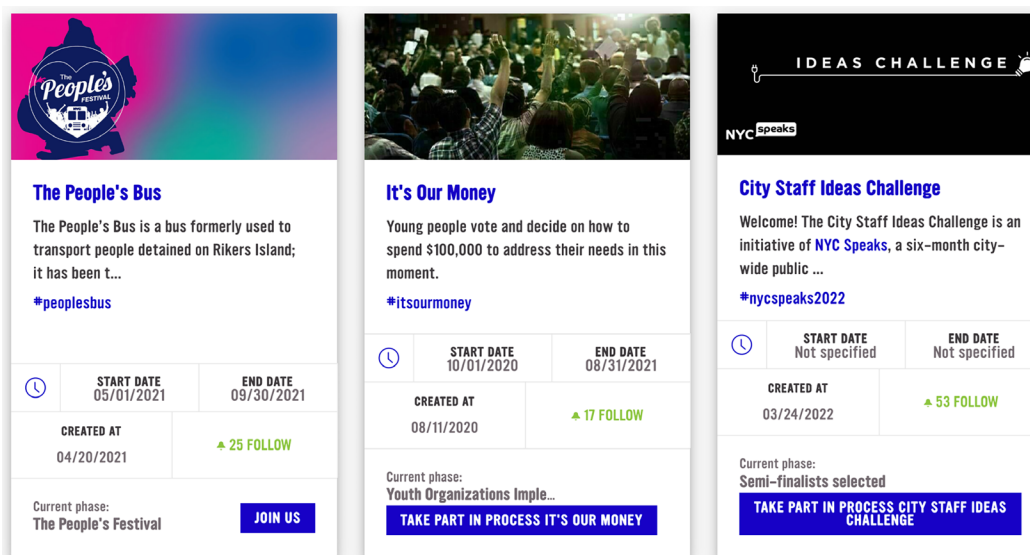 The
People's
FESTIVAL
The People's Bus
The People's Bus is a bus formerly used to
transport people detained on Rikers Island;
it has been t...
#peoplesbus
START DATE
05/01/2021
END DATE
09/30/2021
CREATED AT
04/20/2021
25 FOLLOW
Current phase:
The People's Festival
JOIN US
It's Our Money
Young people vote and decide on how to
spend $100,000 to address their needs in this
moment.
#itsourmoney
START DATE
10/01/2020
END DATE
08/31/2021
CREATED AT
08/11/2020
17 FOLLOW
Current phase:
Youth Organizations Imple...
TAKE PART IN PROCESS IT'S OUR MONEY
IDEAS CHALLENGE
NYC speaks
City Staff Ideas Challenge
Welcome! The City Staff Ideas Challenge is an
initiative of NYC Speaks, a six-month city-
wide public ...
#nycspeaks2022
START DATE
Not specified
END DATE
Not specified
CREATED AT
03/24/2022
53 FOLLOW
Current phase:
Semi-finalists selected
TAKE PART IN PROCESS CITY STAFF IDEAS
CHALLENGE